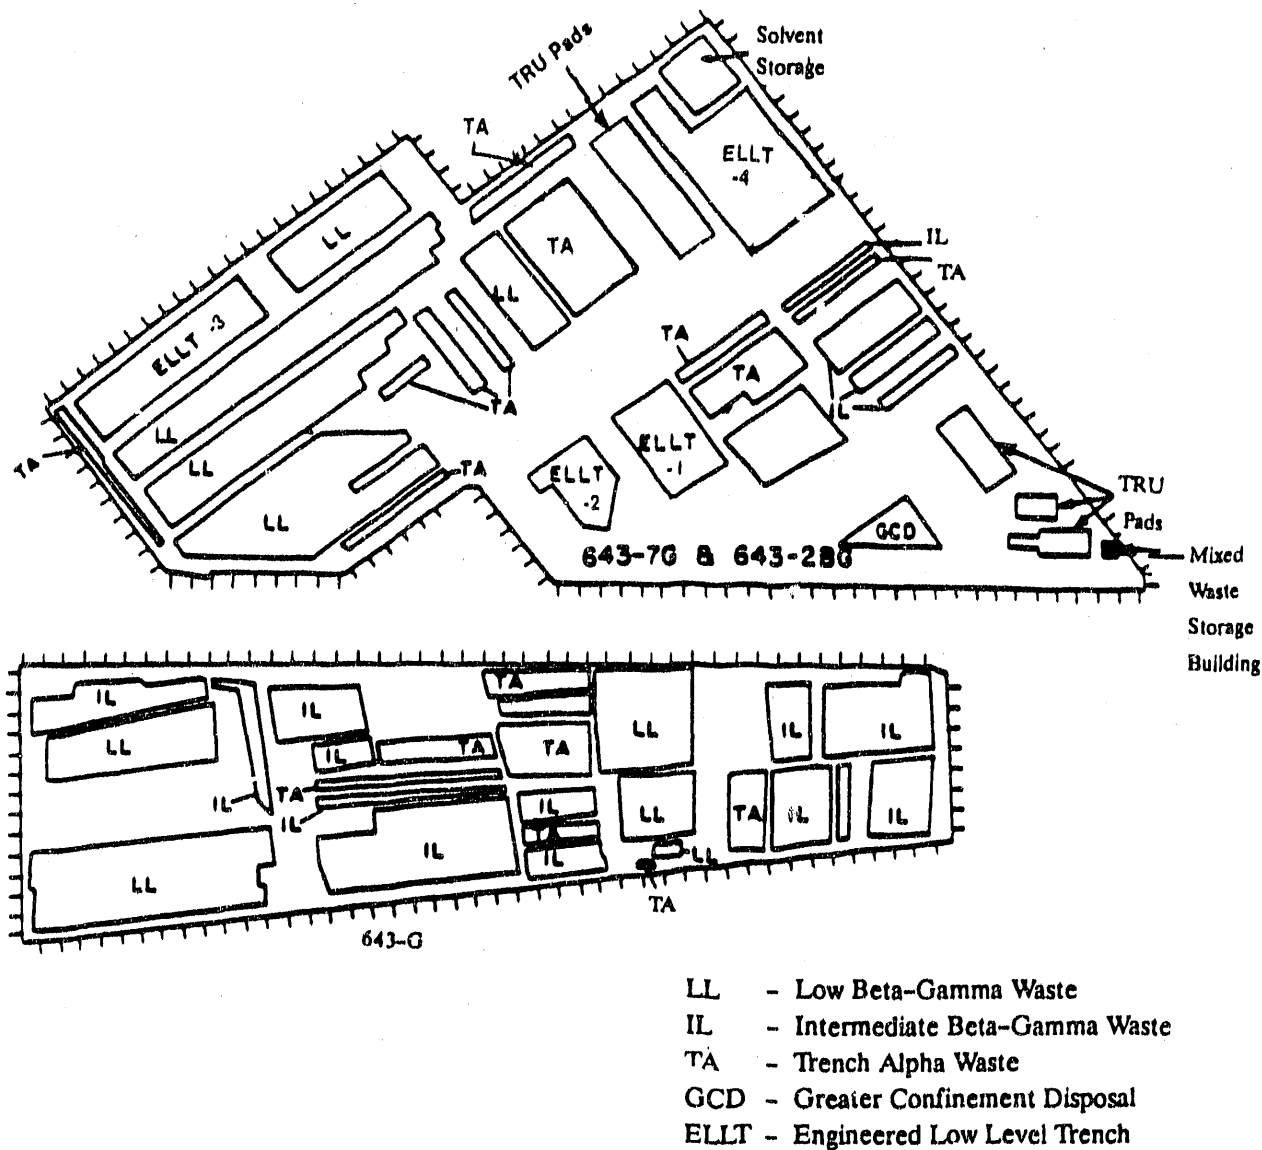 Solvent
Storage
TRU Pads
TA
ELLT
-4
LL
TA
IL
TA
LL
ELLT -3
TA
TA
TA
LL
ELLT
-1
TA
LL
TA
ELLT
-2
TRU
Pads
LL
GCD
643-7G & 643-28G
Mixed
Waste
Storage
Building
TA
IL
IL
LL
IL
TA
TA
LL
IL
IL
IL
TA
IL
IL
LL
TA
IL
IL
IL
IL
LL
LL
TA
643-G
LL - Low Beta-Gamma Waste
IL - Intermediate Beta-Gamma Waste
TA - Trench Alpha Waste
GCD - Greater Confinement Disposal
ELLT - Engineered Low Level Trench